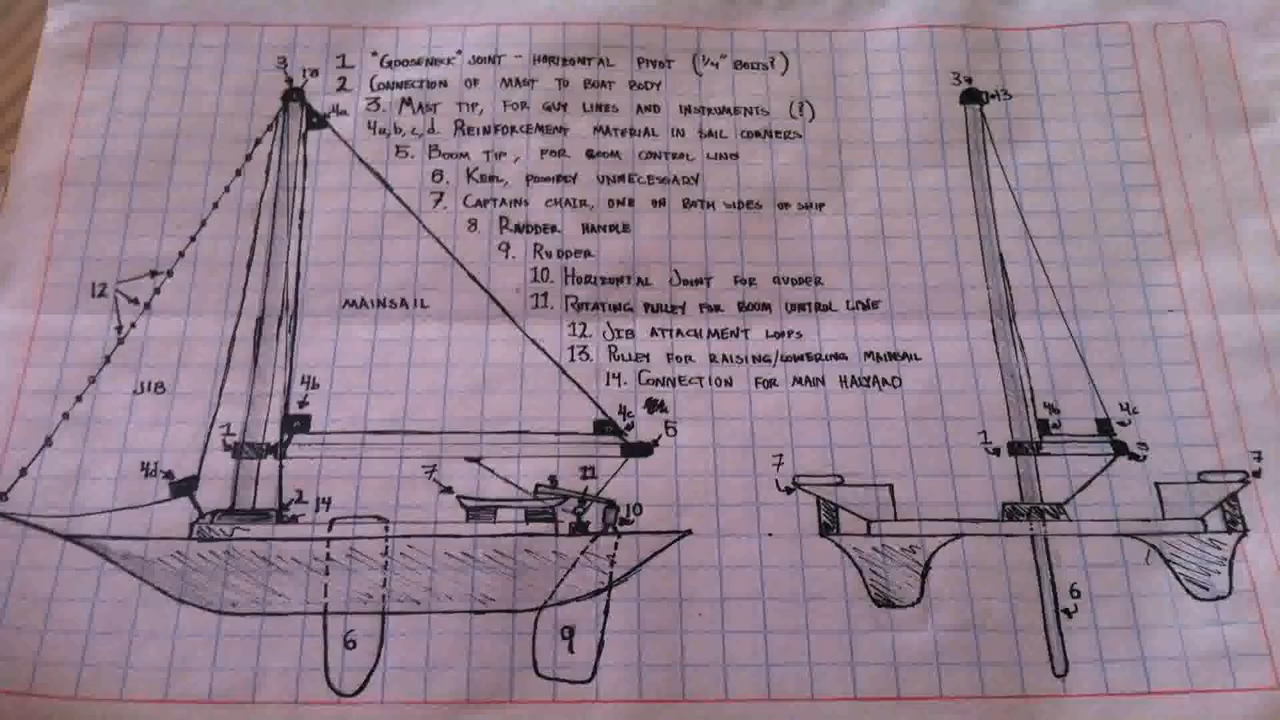 1 "GOOSENECK" JOINT - HORIZONTAL PIVOT (1/4" BOLTS?)
2 CONNECTION OF MAST TO BOAT BODY
3. MAST TIP, FOR GUY LINES AND INSTRUMENTS (?)
4a,b,c,d. REINFORCEMENT MATERIAL IN SAIL CORNERS
5. BOOM TIP, FOR BOOM CONTROL LINE
6. KEEL, POSSIBLY UNNECESSARY
7. CAPTAINS CHAIR, ONE OR BOTH SIDES OF SHIP
8. RUDDER HANDLE
9. RUDDER
10. HORIZONTAL JOINT FOR RUDDER
11. ROTATING PULLEY FOR BOOM CONTROL LINE
12. JIB ATTACHMENT LOOPS
13. PULLEY FOR RAISING/LOWERING MAINSAIL
14. CONNECTION FOR MAIN HALYARD
3
13
4a
12
MAINSAIL
JIB
4b
4c
5
1
4d
7
8
11
2
14
10
6
9
3
13
4b
4c
1
7
6